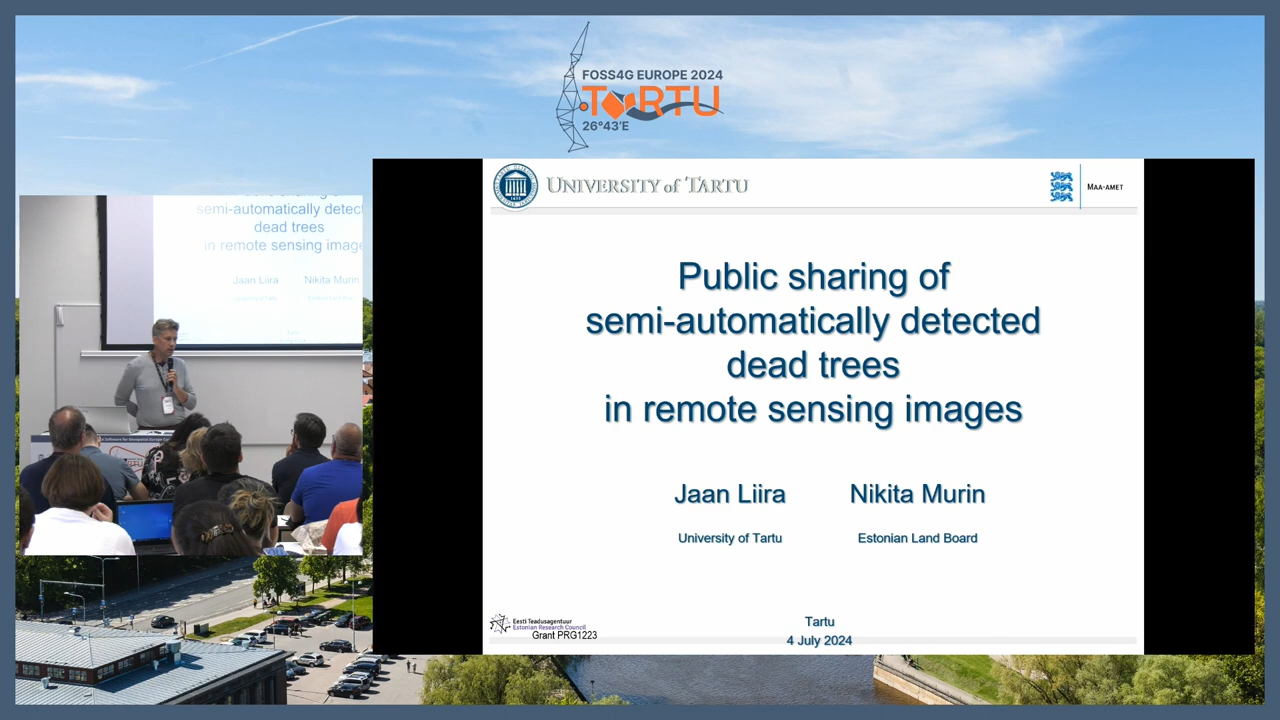 FOSS4G EUROPE 2024
TARTU
26°43'E
UNIVERSITY of TARTU
MAA-AMET
Public sharing of
semi-automatically detected
dead trees
in remote sensing images
Jaan Liira Nikita Murin
University of Tartu Estonian Land Board
Eesti Teadusagentuur
Estonian Research Council
Grant PRG1223
Tartu
4 July 2024
semi-automatically detect
dead trees
in remote sensing image
Jaan Liira Nikita Murin